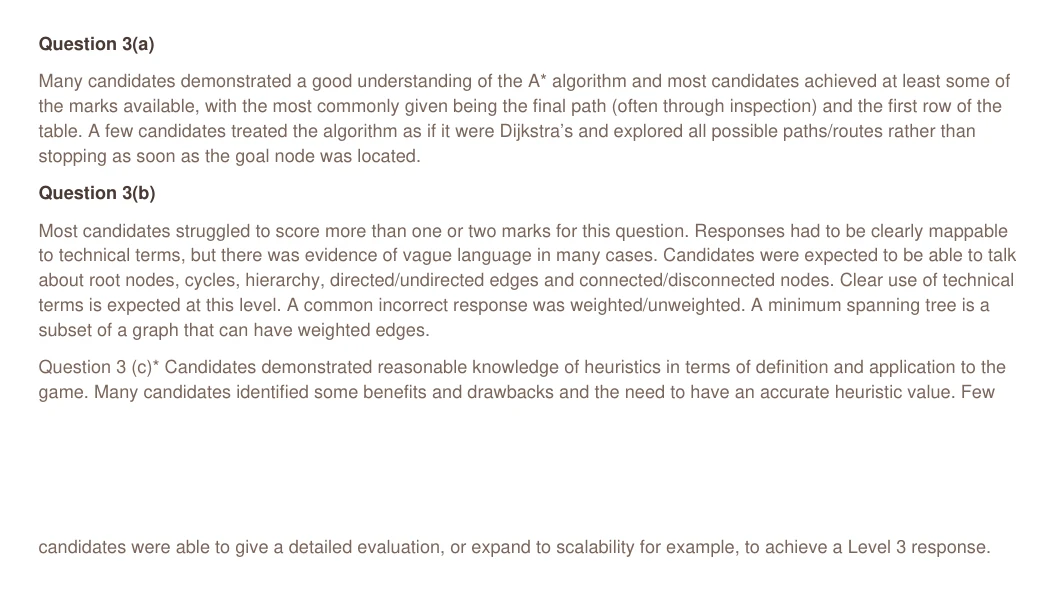 Question 3(a)
Many candidates demonstrated a good understanding of the A* algorithm and most candidates achieved at least some of
the marks available, with the most commonly given being the final path (often through inspection) and the first row of the
table. A few candidates treated the algorithm as if it were Dijkstra’s and explored all possible paths/routes rather than
stopping as soon as the goal node was located.
Question 3(b)
Most candidates struggled to score more than one or two marks for this question. Responses had to be clearly mappable
to technical terms, but there was evidence of vague language in many cases. Candidates were expected to be able to talk
about root nodes, cycles, hierarchy, directed/undirected edges and connected/disconnected nodes. Clear use of technical
terms is expected at this level. A common incorrect response was weighted/unweighted. A minimum spanning tree is a
subset of a graph that can have weighted edges.
Question 3 (c)* Candidates demonstrated reasonable knowledge of heuristics in terms of definition and application to the
game. Many candidates identified some benefits and drawbacks and the need to have an accurate heuristic value. Few
candidates were able to give a detailed evaluation, or expand to scalability for example, to achieve a Level 3 response.